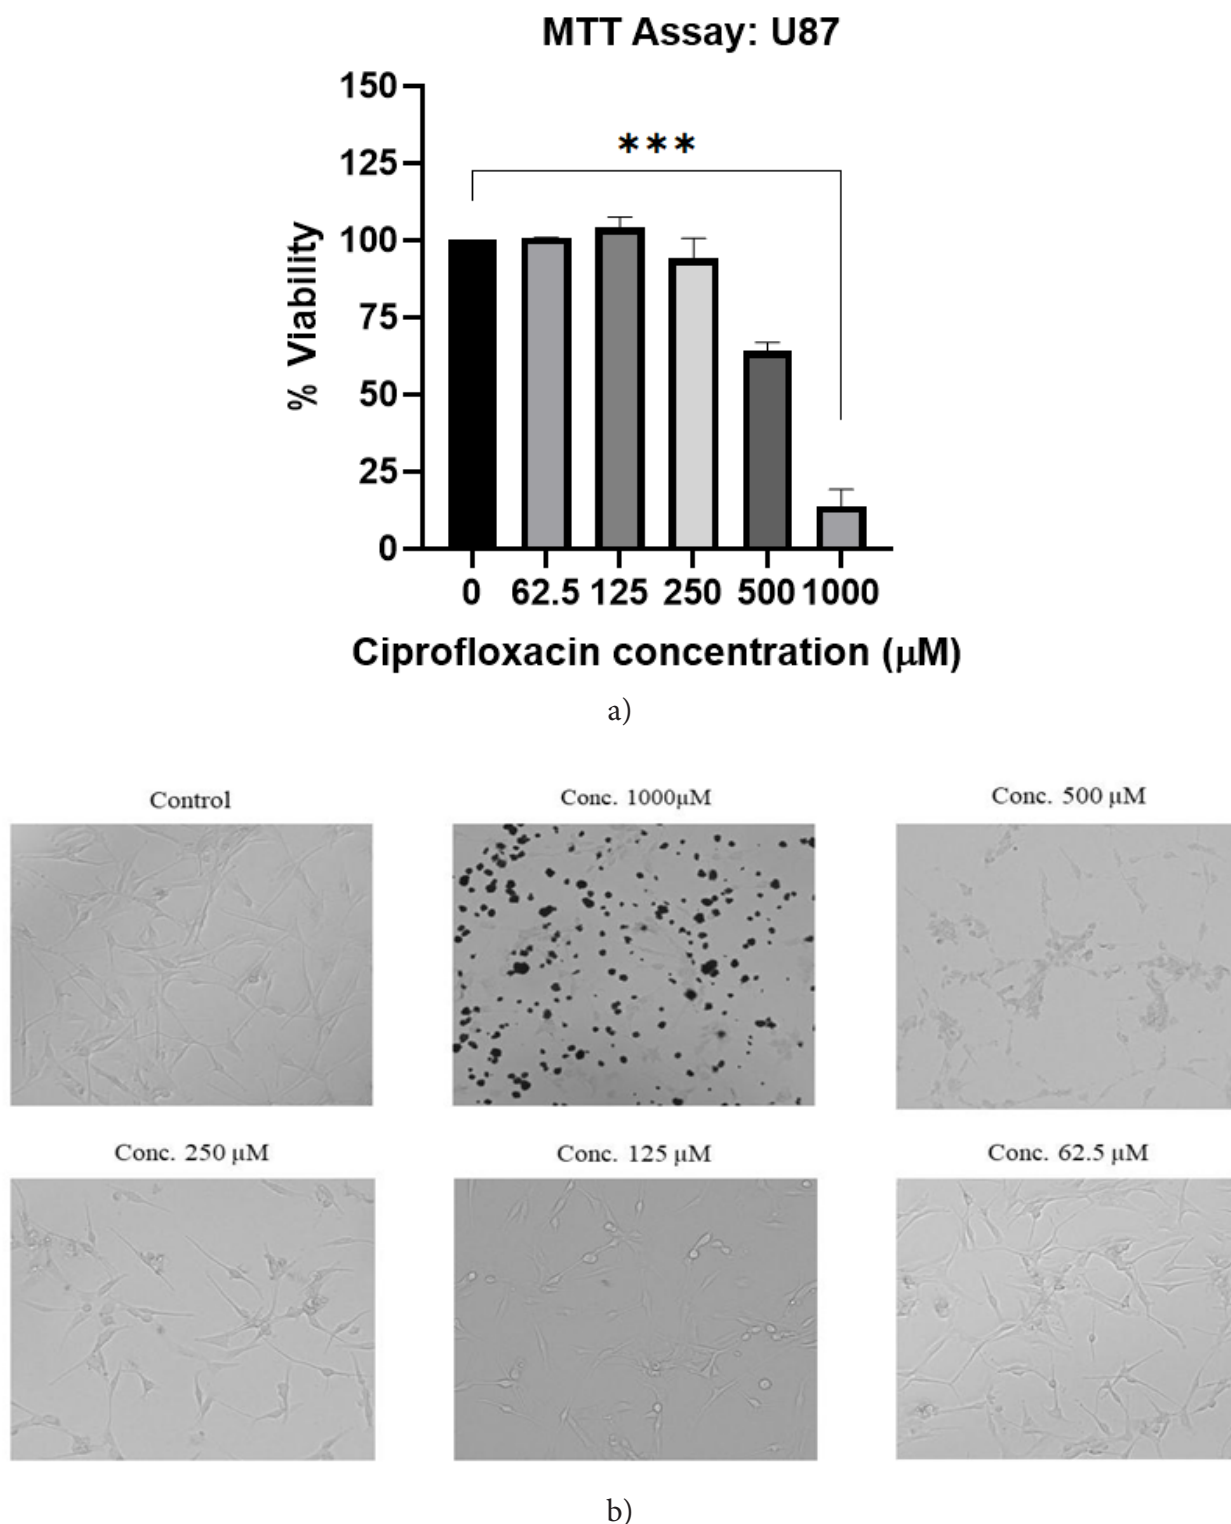 MTT Assay: U87
150
125
100
75
50
25
0
% Viability
***
0 62.5 125 250 500 1000
Ciprofloxacin concentration (μM)
a)
Control
Conc. 1000μM
Conc. 500 μM
Conc. 250 μM
Conc. 125 μM
Conc. 62.5 μM
b)